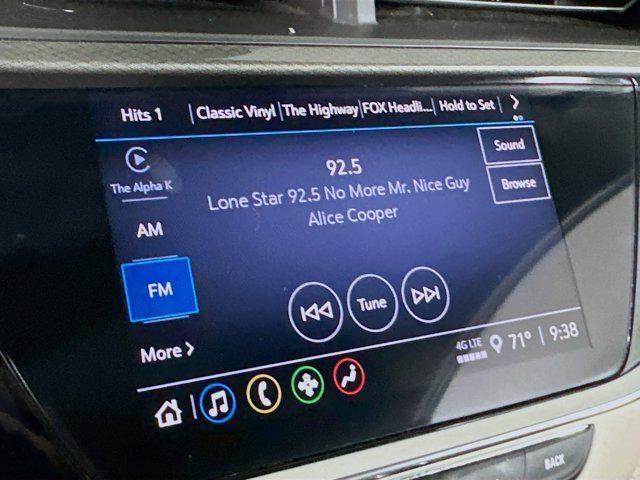 Hits 1 Classic Vinyl The Highway FOX Headli... Hold to Set
The Alpha K
92.5
Sound
Lone Star 92.5 No More Mr. Nice Guy
Browse
Alice Cooper
AM
FM
Tune
More
4G LTE 71° 9:38
BACK